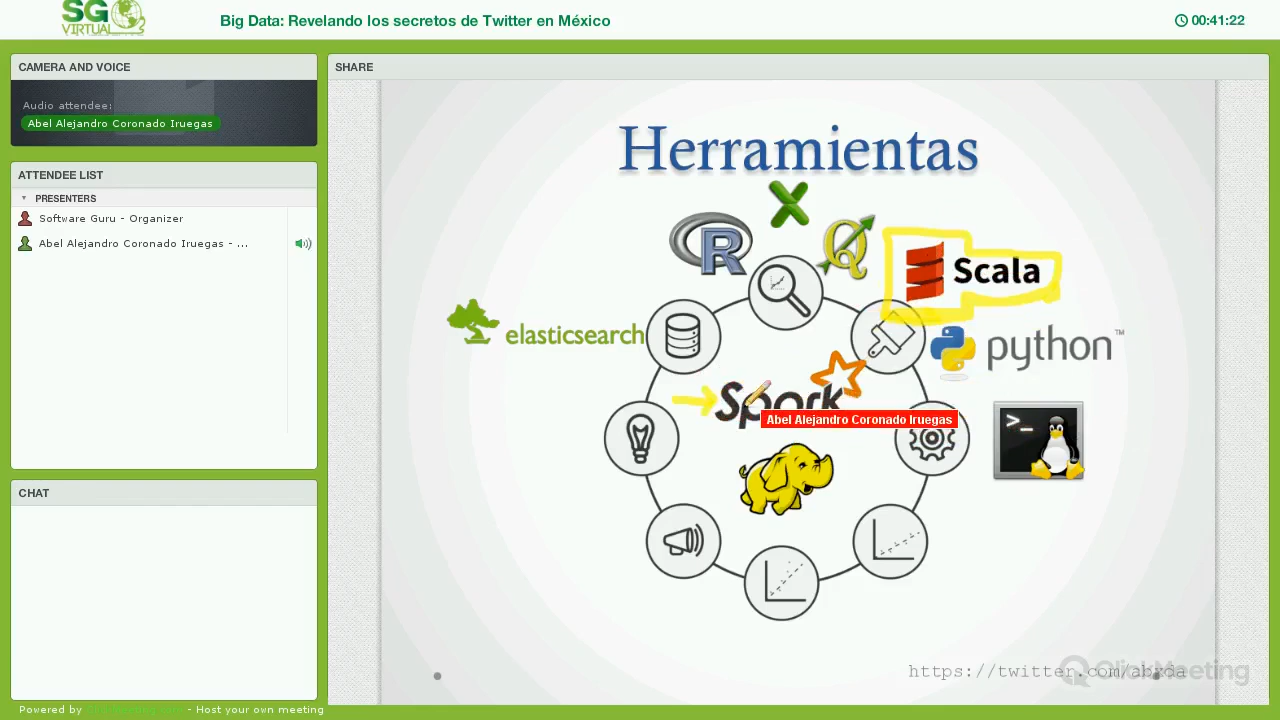 SG
VIRTUAL
Big Data: Revelando los secretos de Twitter en México
00:41:22
CAMERA AND VOICE
Audio attendee:
Abel Alejandro Coronado Iruegas
ATTENDEE LIST
PRESENTERS
Software Guru - Organizer
Abel Alejandro Coronado Iruegas - ...
CHAT
Powered by ClickMeeting.com - Host your own meeting
SHARE
Herramientas
X
R
Q
Scala
elasticsearch
python™
Spark
Abel Alejandro Coronado Iruegas
>_
https://twitter.com/abxda
ClickMeeting